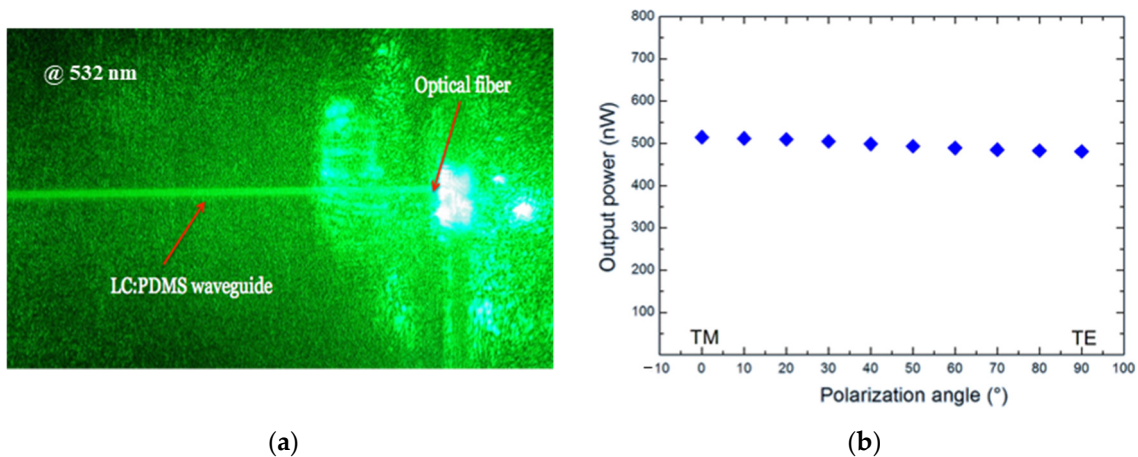 @ 532 nm
Optical fiber
LC:PDMS waveguide
800
700
600
500
400
300
200
100
Output power (nW)
TM
TE
−10 0 10 20 30 40 50 60 70 80 90 100
Polarization angle (°)
(a)
(b)